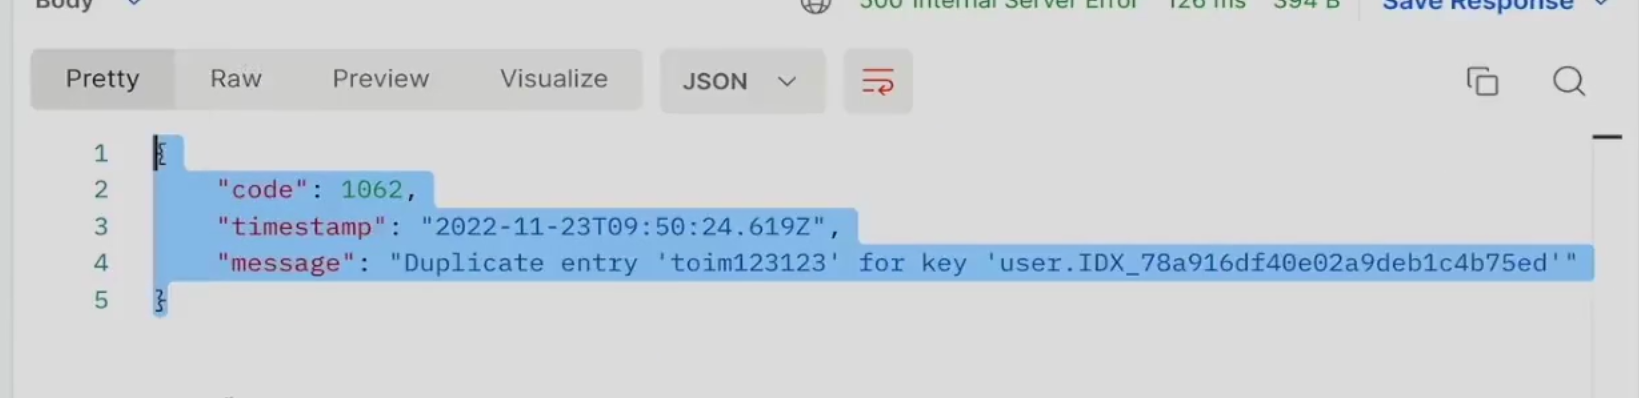 Body
500 Internal Server Error 126 ms 394 B Save Response
Pretty Raw Preview Visualize JSON
1 {
2 "code": 1062,
3 "timestamp": "2022-11-23T09:50:24.619Z",
4 "message": "Duplicate entry 'toim123123' for key 'user.IDX_78a916df40e02a9deb1c4b75ed'"
5 }